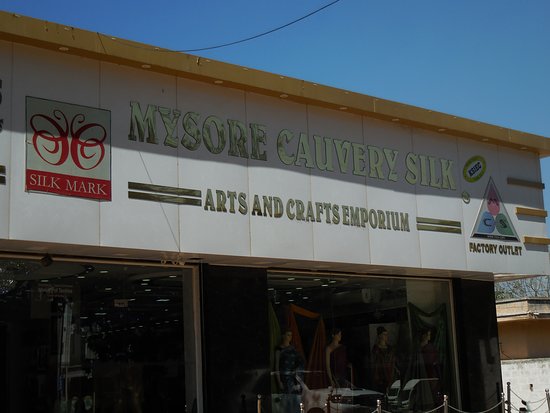 SILK MARK
MYSORE CAUVERY SILK
ARTS AND CRAFTS EMPORIUM
FACTORY OUTLET